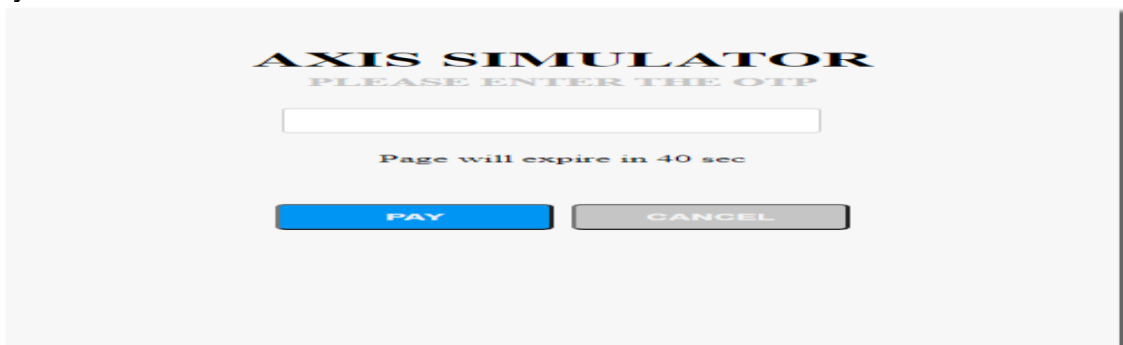 AXIS SIMULATOR
PLEASE ENTER THE OTP
Page will expire in 40 sec
PAY CANCEL